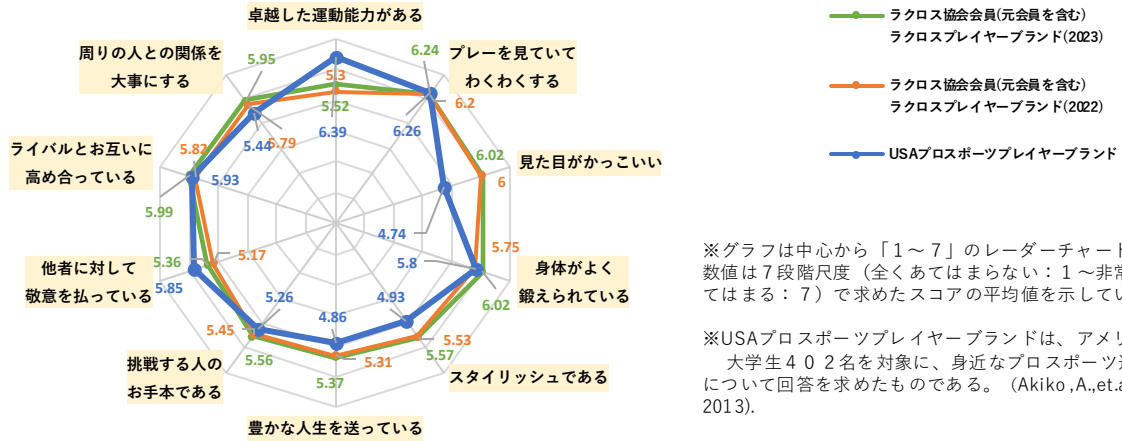 卓越した運動能力がある
周りの人との関係を
大事にする
プレーを見ていて
わくわくする
ライバルとお互いに
高め合っている
見た目がかっこいい
他者に対して
敬意を払っている
身体がよく
鍛えられている
挑戦する人の
お手本である
スタイリッシュである
豊かな人生を送っている
5.95
5.3
6.24
6.2
5.52
6.39
6.26
5.44
5.79
5.82
5.93
5.99
6.02
6
4.74
5.36
5.17
5.85
5.75
5.8
6.02
5.26
4.93
4.86
5.45
5.56
5.53
5.57
5.31
5.37
ラクロス協会会員(元会員を含む)
ラクロスプレイヤーブランド(2023)
ラクロス協会会員(元会員を含む)
ラクロスプレイヤーブランド(2022)
USAプロスポーツプレイヤーブランド
※グラフは中心から「1～7」のレーダーチャート
数値は７段階尺度（全くあてはまらない：１～非常
てはまる：７）で求めたスコアの平均値を示してい
※USAプロスポーツプレイヤーブランドは、アメリ
大学生４０２名を対象に、身近なプロスポーツ
について回答を求めたものである。 (Akiko ,A.,et.a
2013).